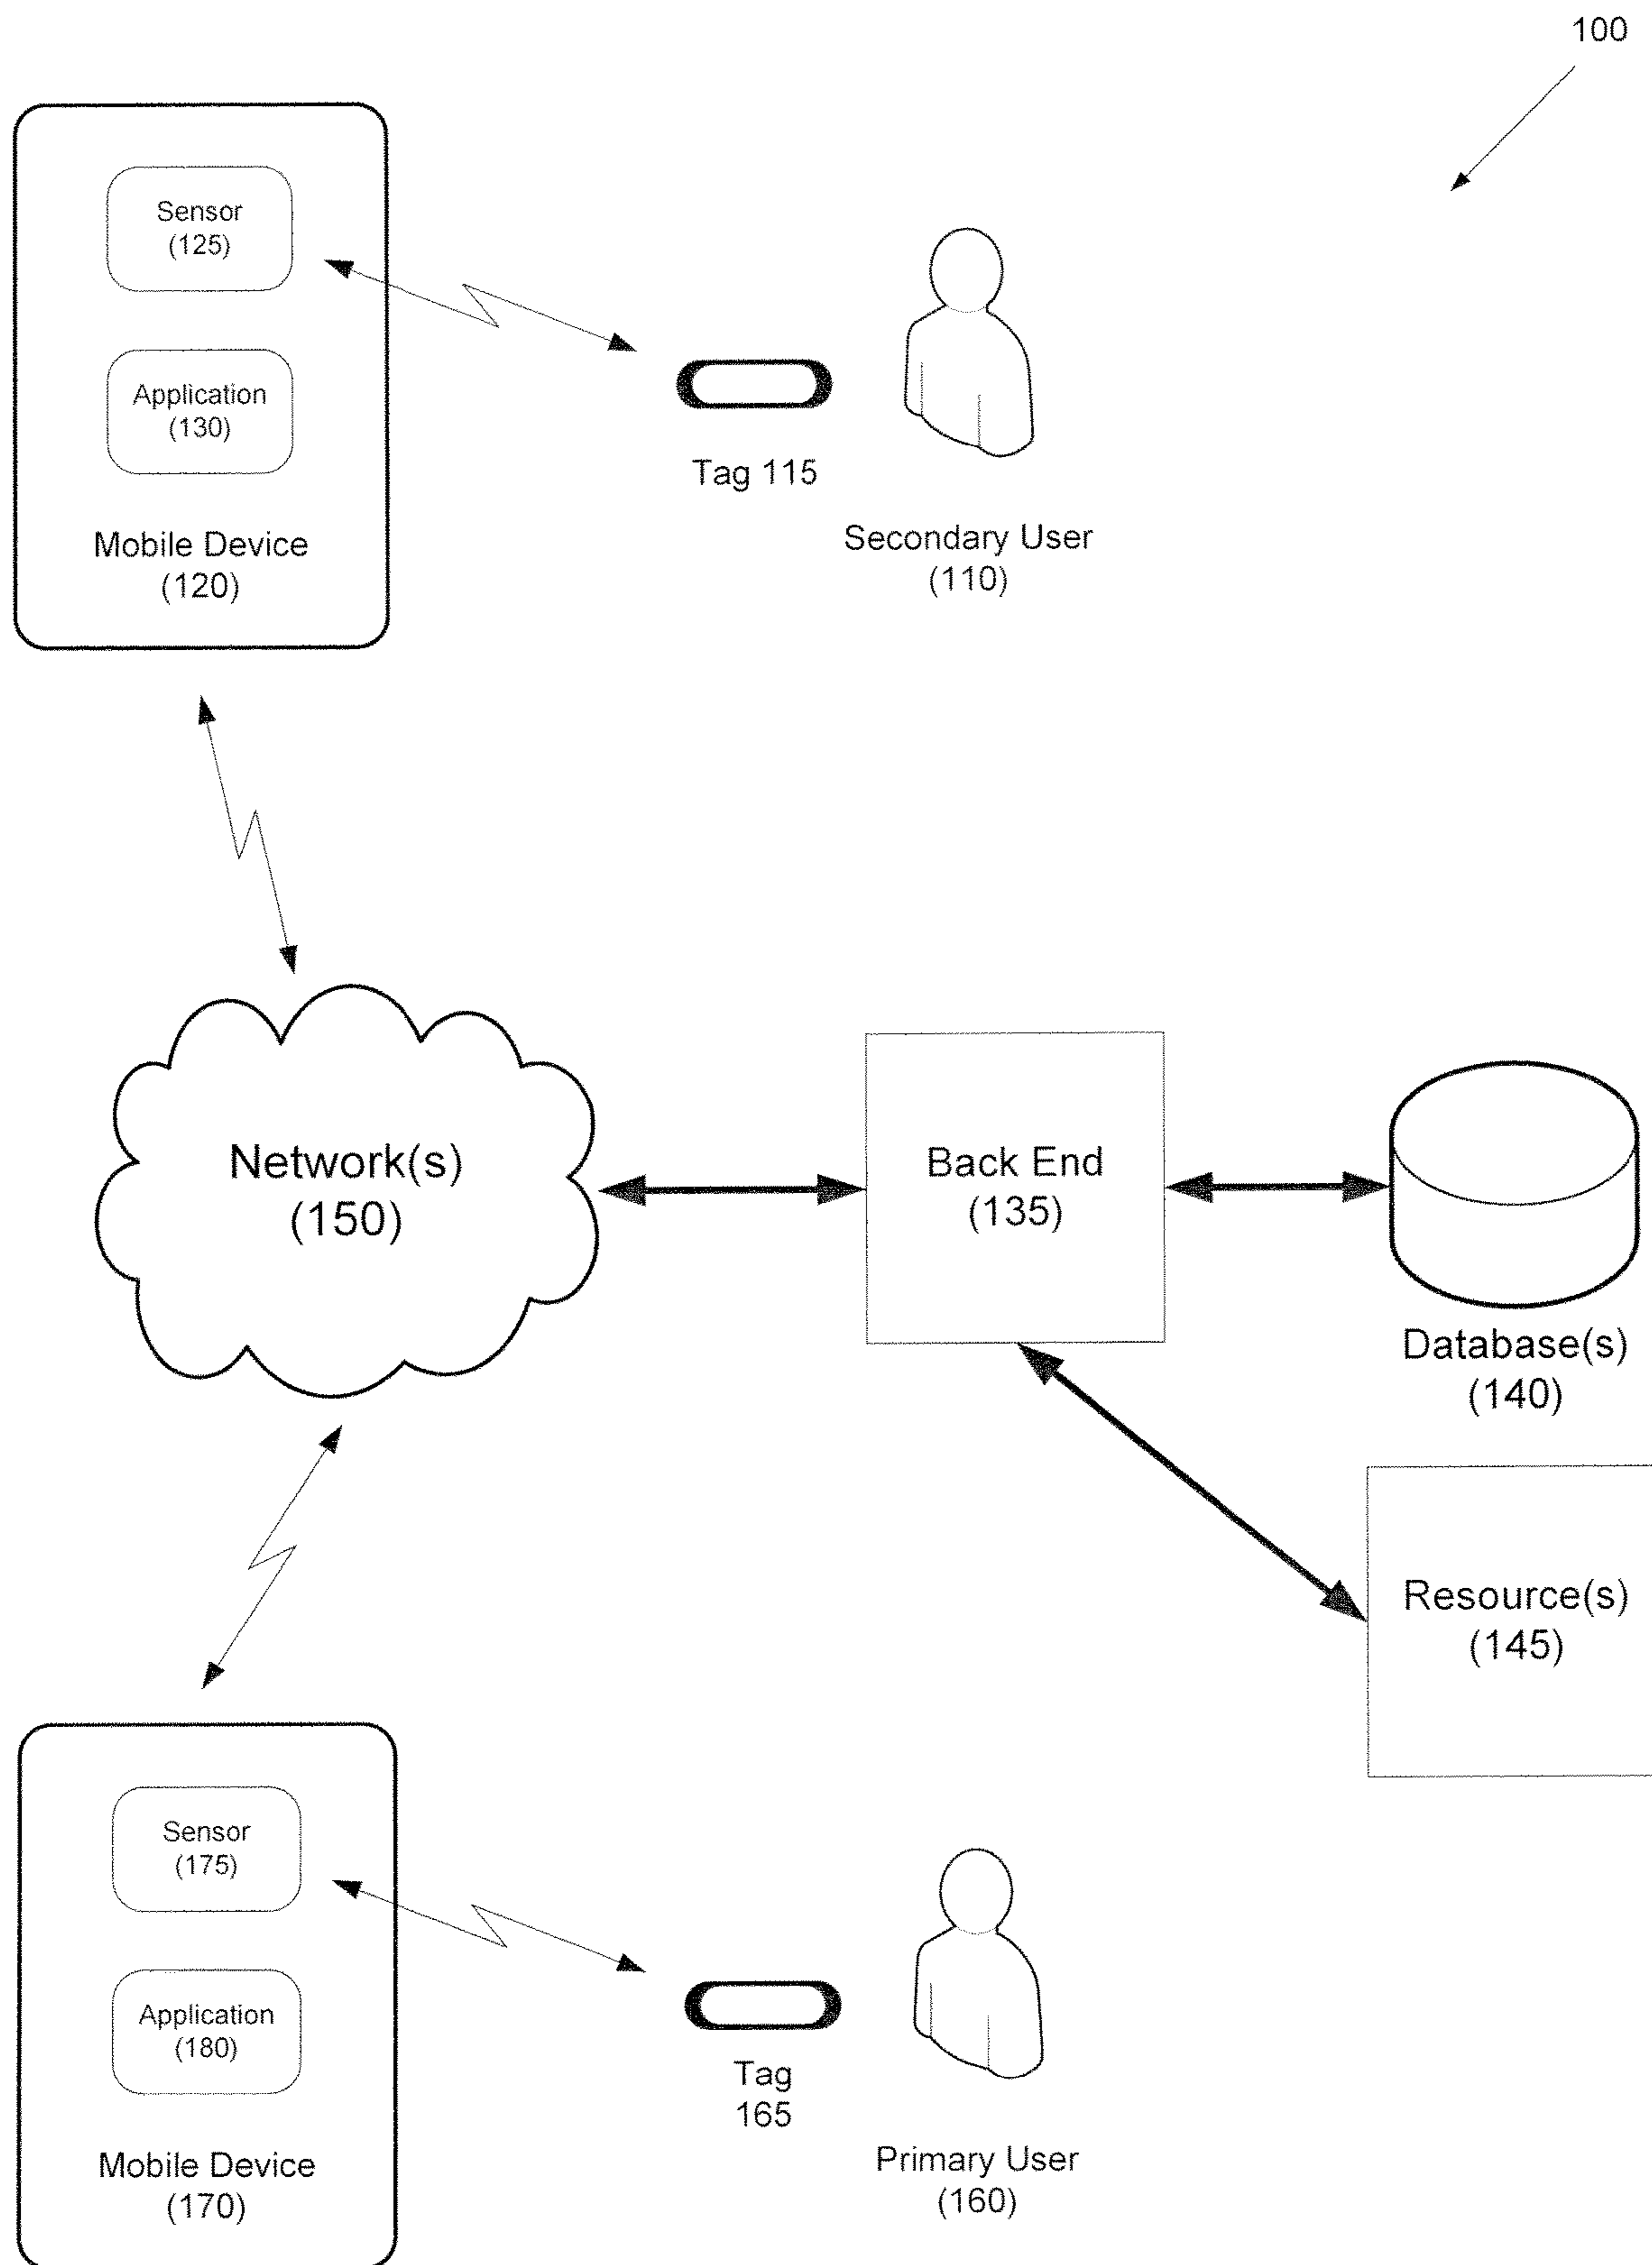 100
Sensor
(125)
Application
(130)
Mobile Device
(120)
Tag 115
Secondary User
(110)
Network(s)
(150)
Back End
(135)
Database(s)
(140)
Resource(s)
(145)
Sensor
(175)
Application
(180)
Mobile Device
(170)
Tag
165
Primary User
(160)